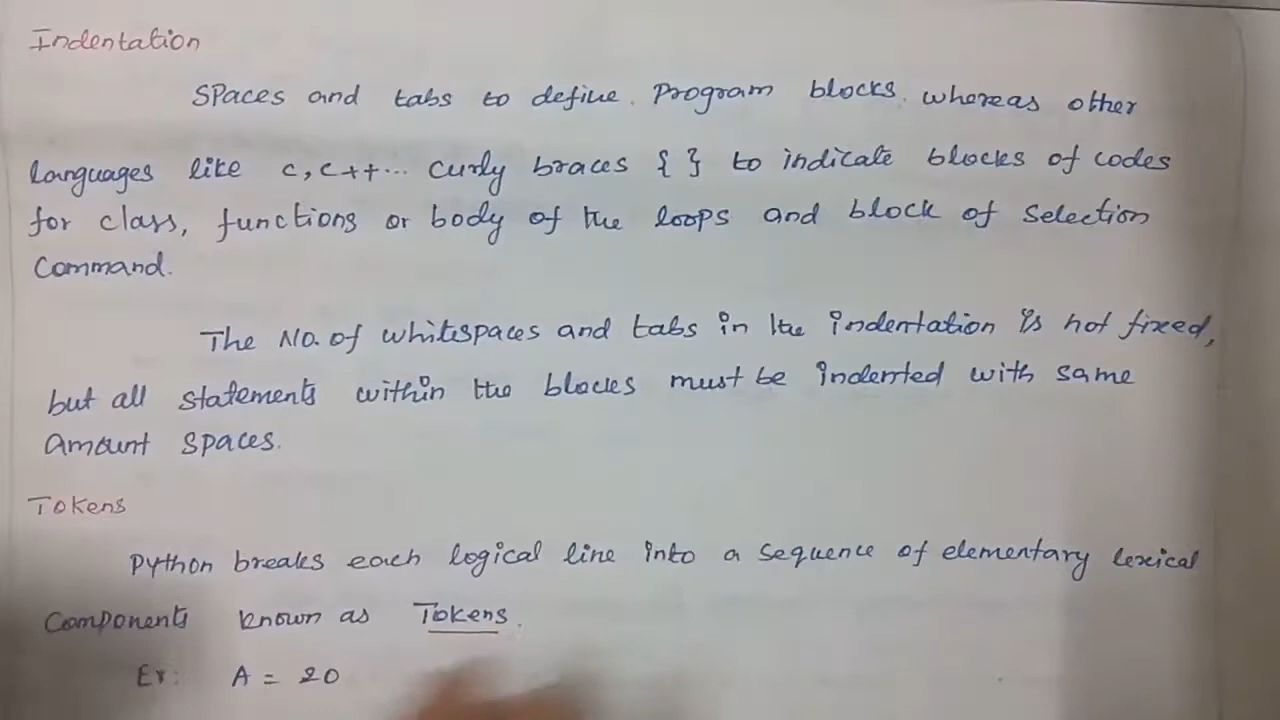 Indentation
Spaces and tabs to define program blocks. whereas other
languages like c, c++... curly braces { } to indicate blocks of codes
for class, functions or body of the loops and block of selection
command.
The No. of whitespaces and tabs in the indentation is not fixed,
but all statements within the blocks must be indented with same
amount spaces.
Tokens
Python breaks each logical line into a sequence of elementary lexical
components known as Tokens.
Ex: A = 20